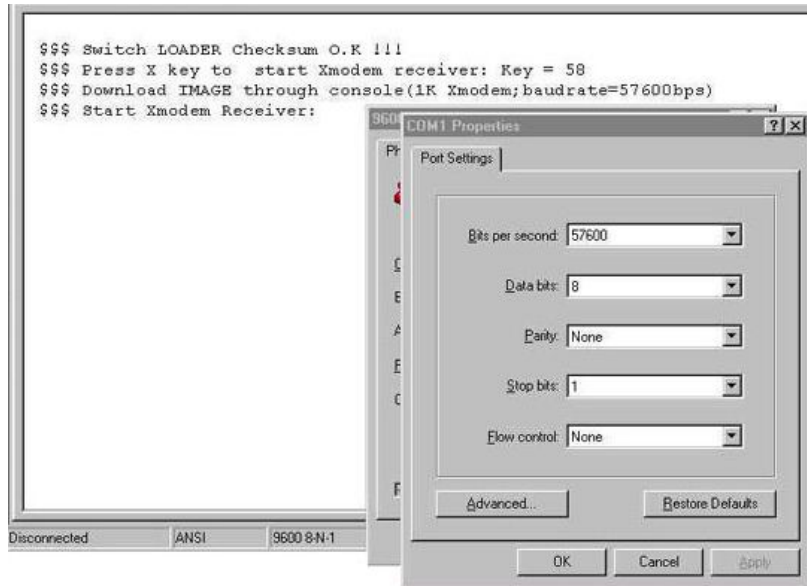 $$$ Switch LOADER Checksum O.K !!!
$$$ Press X key to  start Xmodem receiver: Key = 58
$$$ Download IMAGE through console(1K Xmodem;baudrate=57600bps)
$$$ Start Xmodem Receiver:
COM1 Properties
Port Settings
Bits per second: 57600
Data bits: 8
Parity: None
Stop bits: 1
Flow control: None
Advanced...
Restore Defaults
Disconnected
ANSI
9600 8-N-1
OK
Cancel
Apply